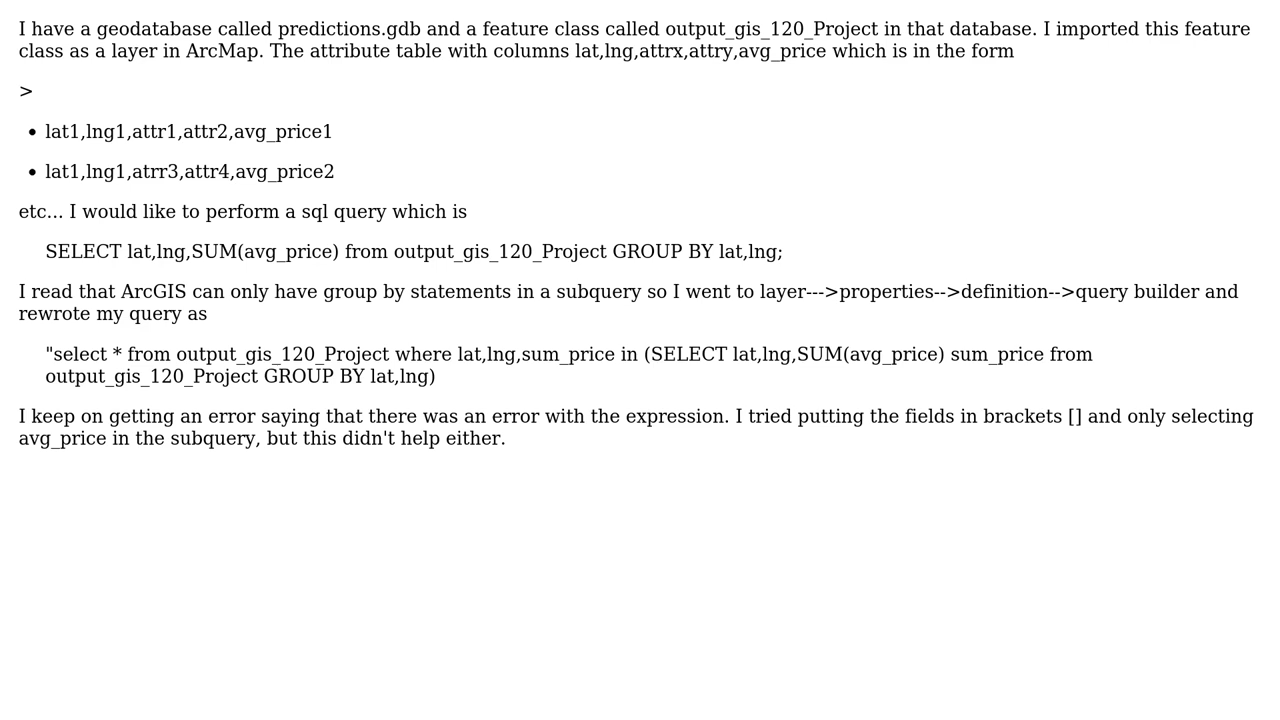 I have a geodatabase called predictions.gdb and a feature class called output_gis_120_Project in that database. I imported this feature
class as a layer in ArcMap. The attribute table with columns lat,lng,attrx,attry,avg_price which is in the form
>
• lat1,lng1,attr1,attr2,avg_price1
• lat1,lng1,atrr3,attr4,avg_price2
etc... I would like to perform a sql query which is
SELECT lat,lng,SUM(avg_price) from output_gis_120_Project GROUP BY lat,lng;
I read that ArcGIS can only have group by statements in a subquery so I went to layer--->properties-->definition-->query builder and
rewrote my query as
"select * from output_gis_120_Project where lat,lng,sum_price in (SELECT lat,lng,SUM(avg_price) sum_price from
output_gis_120_Project GROUP BY lat,lng)
I keep on getting an error saying that there was an error with the expression. I tried putting the fields in brackets [] and only selecting
avg_price in the subquery, but this didn't help either.